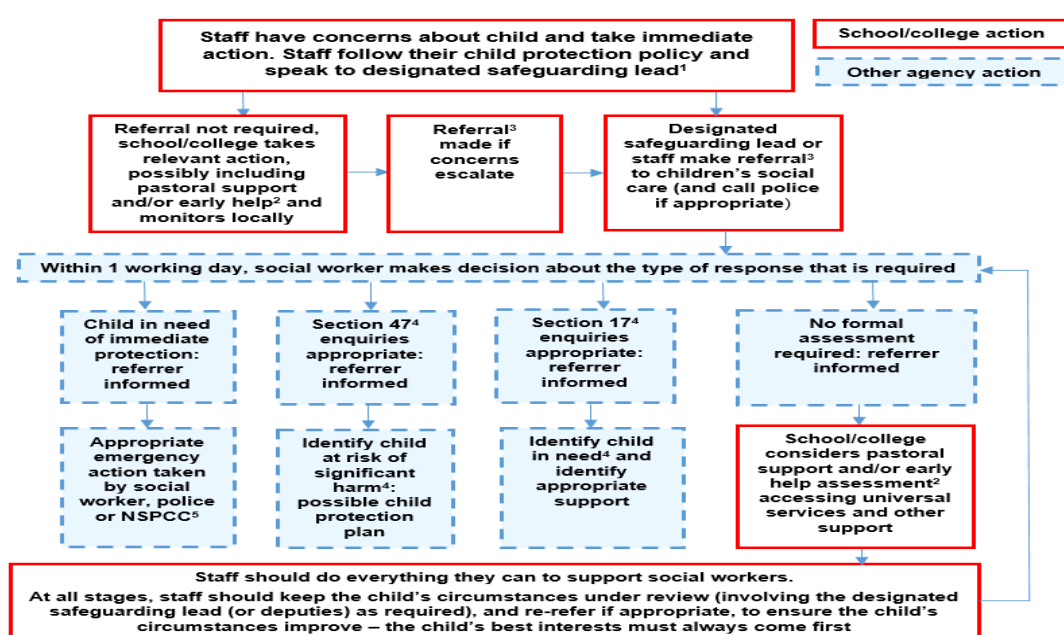 Staff have concerns about child and take immediate
action. Staff follow their child protection policy and
speak to designated safeguarding lead¹
School/college action
Other agency action
Referral not required,
school/college takes
relevant action,
possibly including
pastoral support
and/or early help² and
monitors locally
Referral³
made if
concerns
escalate
Designated
safeguarding lead or
staff make referral³
to children's social
care (and call police
if appropriate)
Within 1 working day, social worker makes decision about the type of response that is required
Child in need
of immediate
protection:
referrer
informed
Section 47⁴
enquiries
appropriate:
referrer
informed
Section 17⁴
enquiries
appropriate:
referrer
informed
No formal
assessment
required: referrer
informed
Appropriate
emergency
action taken
by social
worker, police
or NSPCC⁵
Identify child
at risk of
significant
harm⁴:
possible child
protection
plan
Identify child
in need⁴ and
identify
appropriate
support
School/college
considers pastoral
support and/or early
help assessment²
accessing universal
services and other
support
Staff should do everything they can to support social workers.
At all stages, staff should keep the child's circumstances under review (involving the designated
safeguarding lead (or deputies) as required), and re-refer if appropriate, to ensure the child's
circumstances improve – the child's best interests must always come first